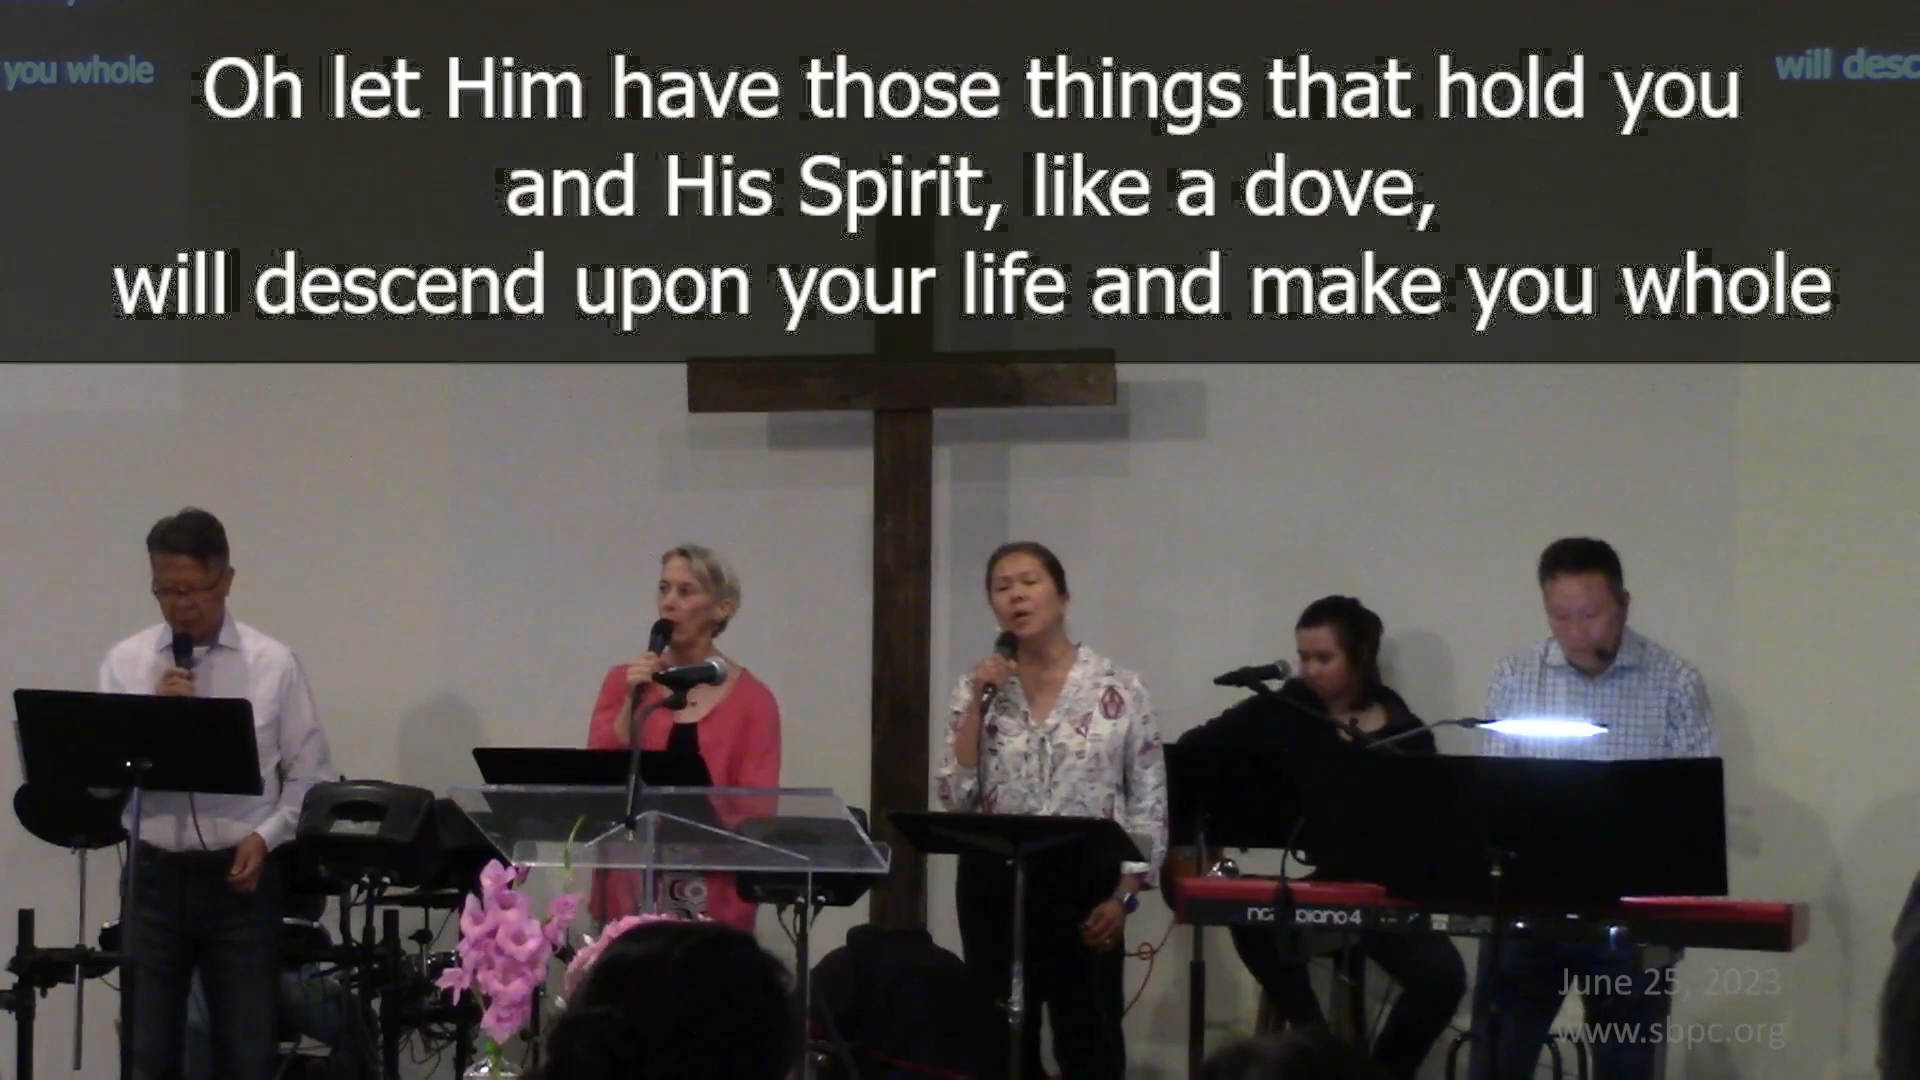 you whole
will desc
Oh let Him have those things that hold you
and His Spirit, like a dove,
will descend upon your life and make you whole
piano 4
June 25, 2023
www.sbpc.org